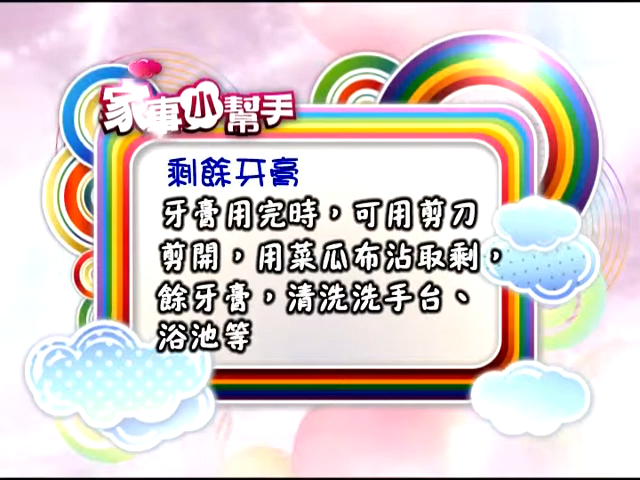 家事小幫手
剩餘牙膏
牙膏用完時，可用剪刀
剪開，用菜瓜布沾取剩，
餘牙膏，清洗洗手台、
浴池等